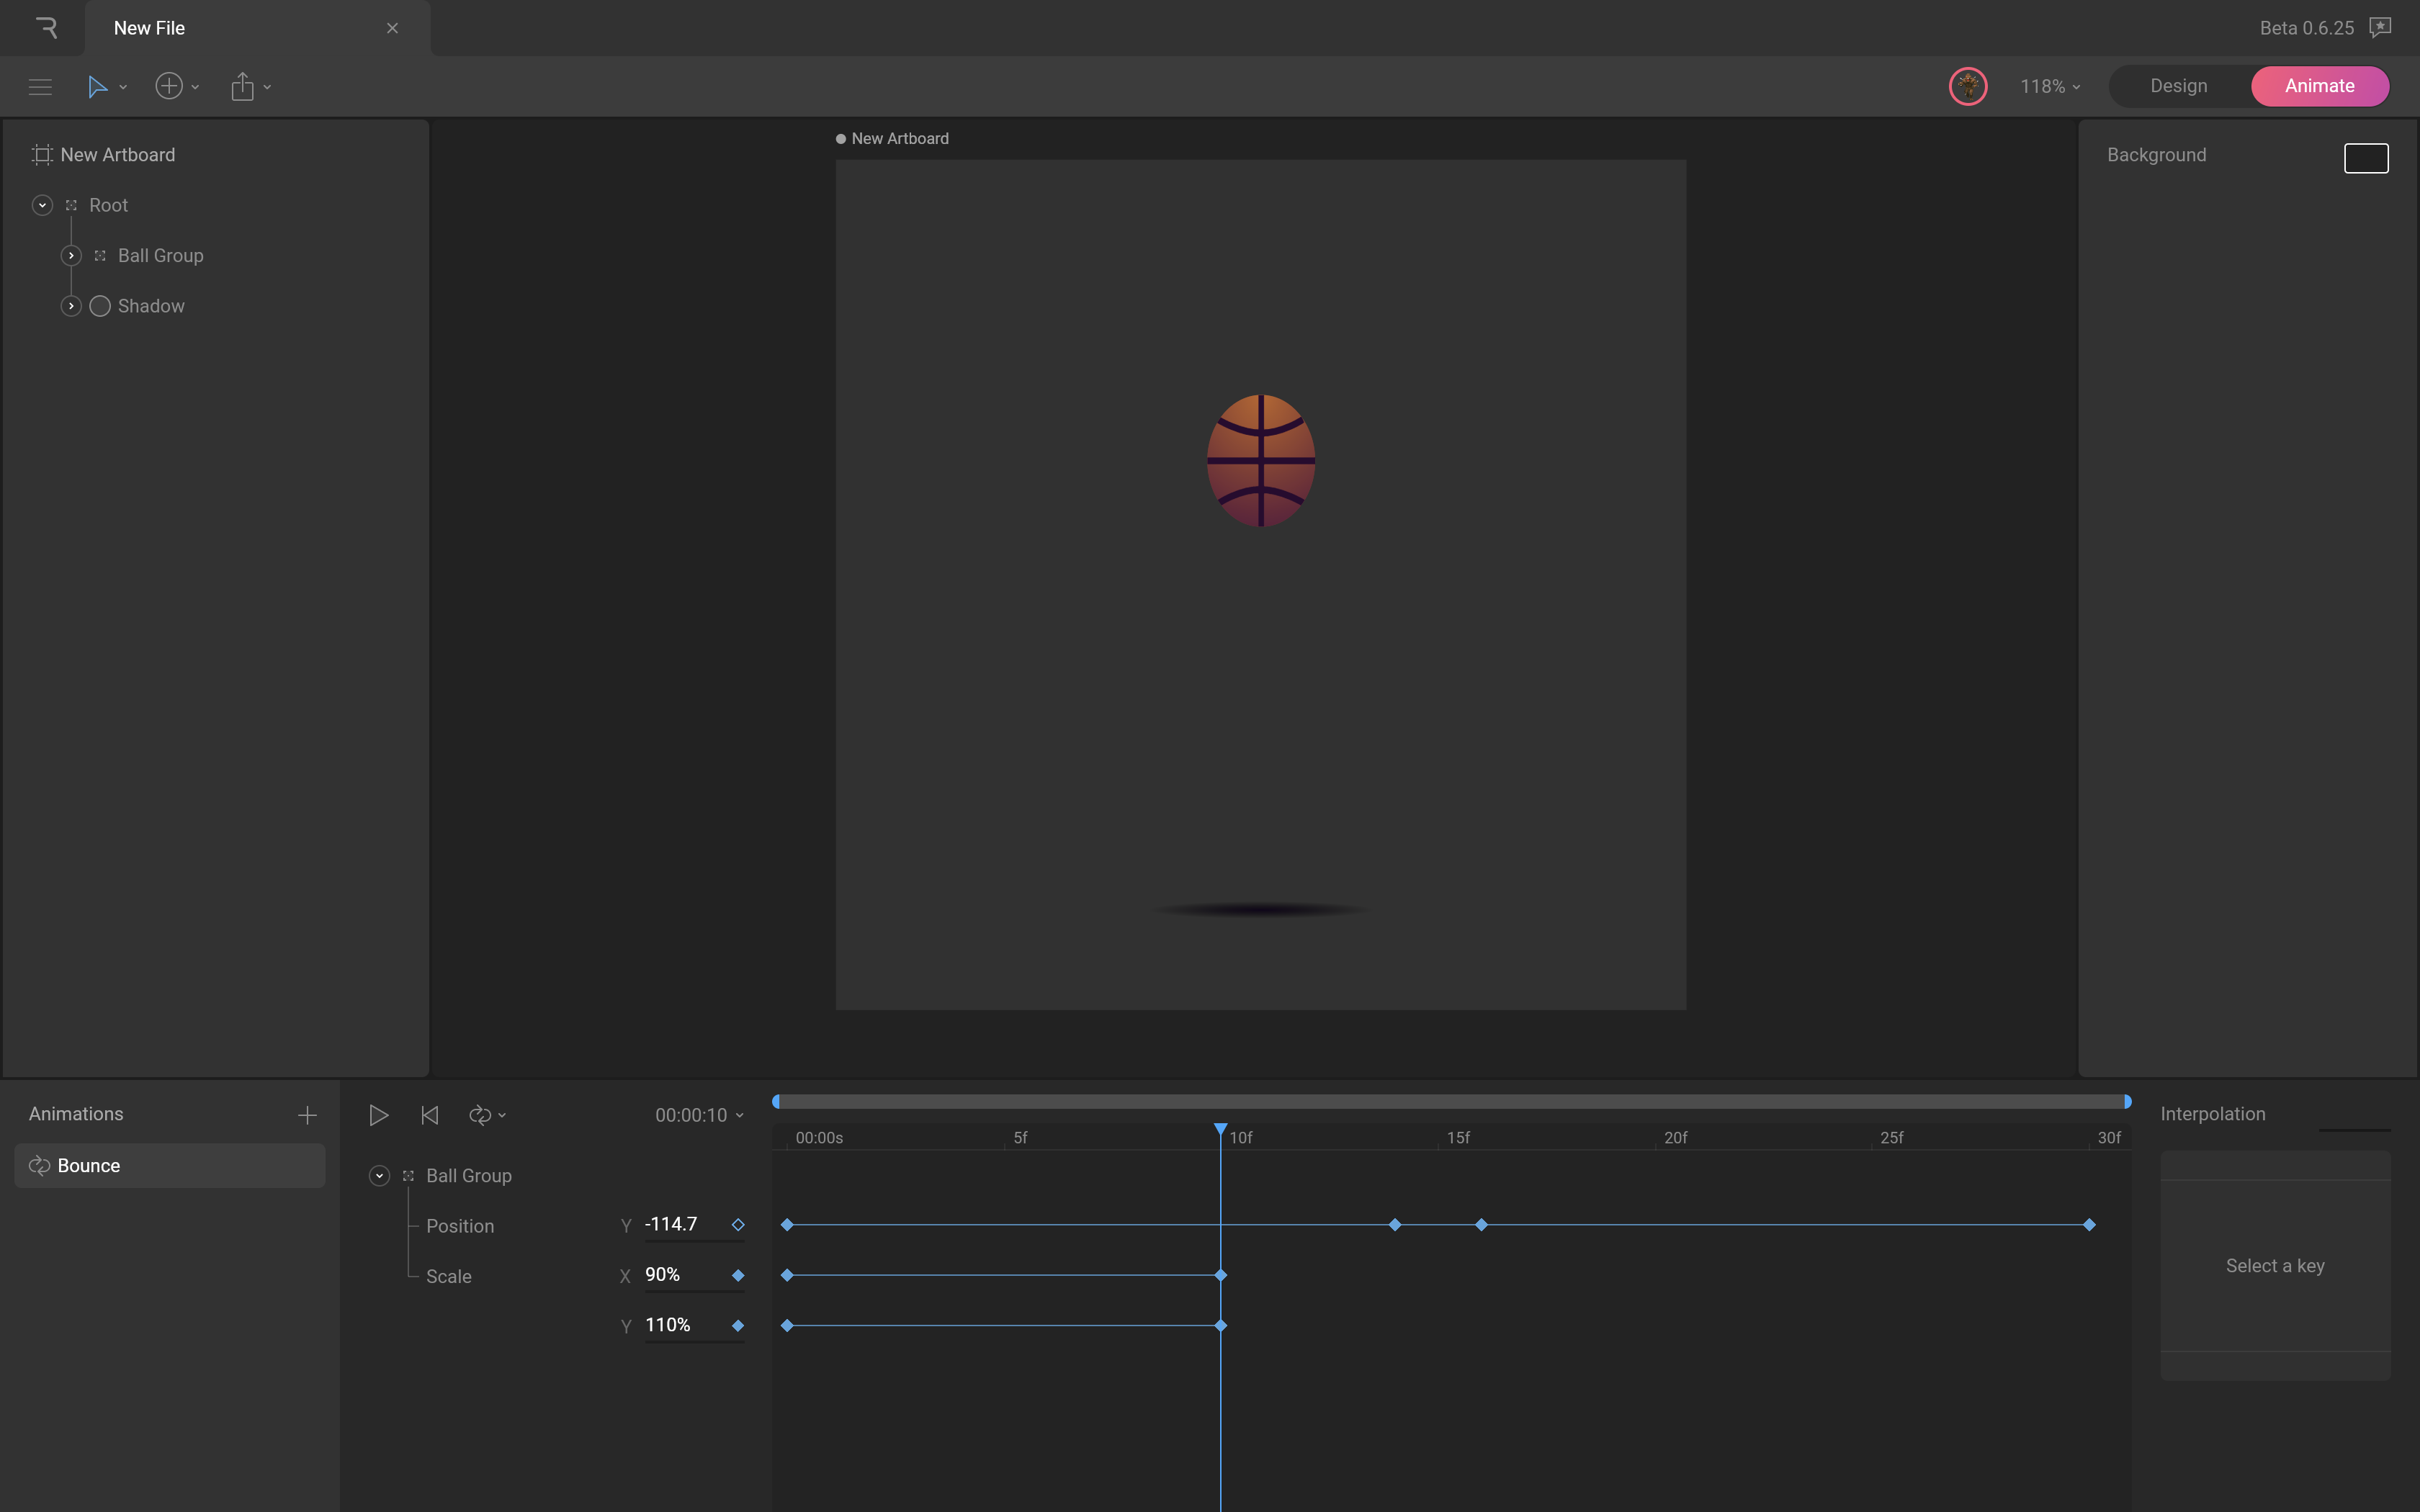 New File
Beta 0.6.25
118%
Design
Animate
New Artboard
Root
Ball Group
Shadow
New Artboard
Background
Animations
Bounce
00:00:10
00:00s 5f 10f 15f 20f 25f 30f
Ball Group
Position Y -114.7
Scale X 90%
Y 110%
Interpolation
Select a key